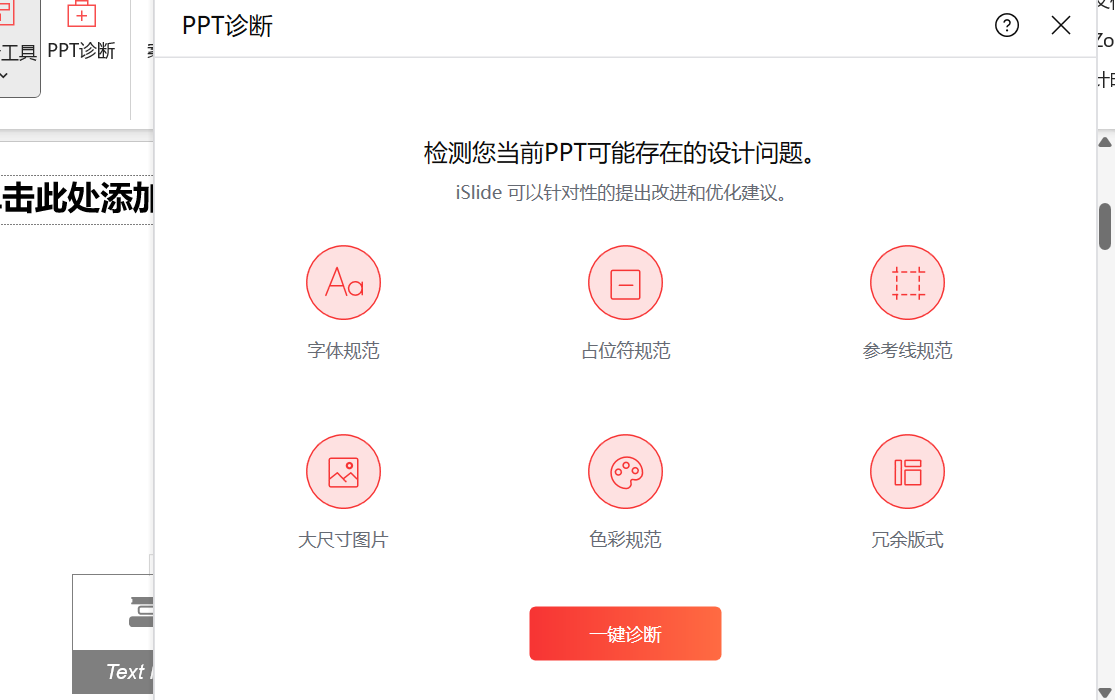 PPT诊断
工具
PPT诊断
检测您当前PPT可能存在的设计问题。
iSlide 可以针对性的提出改进和优化建议。
击此处添加
Aa
字体规范
占位符规范
参考线规范
大尺寸图片
色彩规范
冗余版式
一键诊断
Text